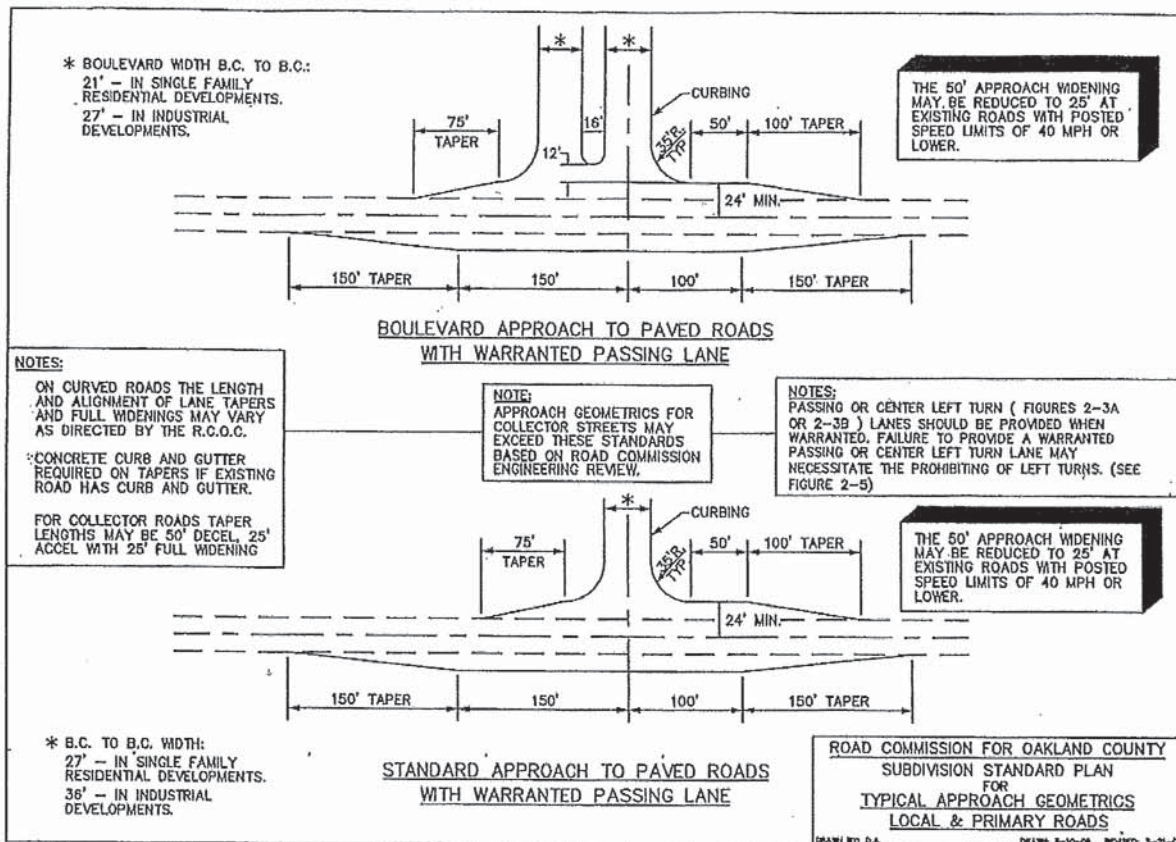 * BOULEVARD WIDTH B.C. TO B.C.:
21' – IN SINGLE FAMILY
RESIDENTIAL DEVELOPMENTS.
27' – IN INDUSTRIAL
DEVELOPMENTS.
*
*
CURBING
75'
TAPER
16'
12'
35'R.
TYP.
50'
100' TAPER
24' MIN.
THE 50' APPROACH WIDENING
MAY BE REDUCED TO 25' AT
EXISTING ROADS WITH POSTED
SPEED LIMITS OF 40 MPH OR
LOWER.
150' TAPER
150'
100'
150' TAPER
BOULEVARD APPROACH TO PAVED ROADS
WITH WARRANTED PASSING LANE
NOTES:
ON CURVED ROADS THE LENGTH
AND ALIGNMENT OF LANE TAPERS
AND FULL WIDENINGS MAY VARY
AS DIRECTED BY THE R.C.O.C.
CONCRETE CURB AND GUTTER
REQUIRED ON TAPERS IF EXISTING
ROAD HAS CURB AND GUTTER.
FOR COLLECTOR ROADS TAPER
LENGTHS MAY BE 50' DECEL, 25'
ACCEL WITH 25' FULL WIDENING
NOTE:
APPROACH GEOMETRICS FOR
COLLECTOR STREETS MAY
EXCEED THESE STANDARDS
BASED ON ROAD COMMISSION
ENGINEERING REVIEW.
NOTES:
PASSING OR CENTER LEFT TURN ( FIGURES 2-3A
OR 2-3B ) LANES SHOULD BE PROVIDED WHEN
WARRANTED. FAILURE TO PROVIDE A WARRANTED
PASSING OR CENTER LEFT TURN LANE MAY
NECESSITATE THE PROHIBITING OF LEFT TURNS. (SEE
FIGURE 2-5)
*
CURBING
75'
TAPER
35'R.
TYP.
50'
100' TAPER
24' MIN.
THE 50' APPROACH WIDENING
MAY BE REDUCED TO 25' AT
EXISTING ROADS WITH POSTED
SPEED LIMITS OF 40 MPH OR
LOWER.
150' TAPER
150'
100'
150' TAPER
* B.C. TO B.C. WIDTH:
27' – IN SINGLE FAMILY
RESIDENTIAL DEVELOPMENTS.
36' – IN INDUSTRIAL
DEVELOPMENTS.
STANDARD APPROACH TO PAVED ROADS
WITH WARRANTED PASSING LANE
ROAD COMMISSION FOR OAKLAND COUNTY
SUBDIVISION STANDARD PLAN
FOR
TYPICAL APPROACH GEOMETRICS
LOCAL & PRIMARY ROADS